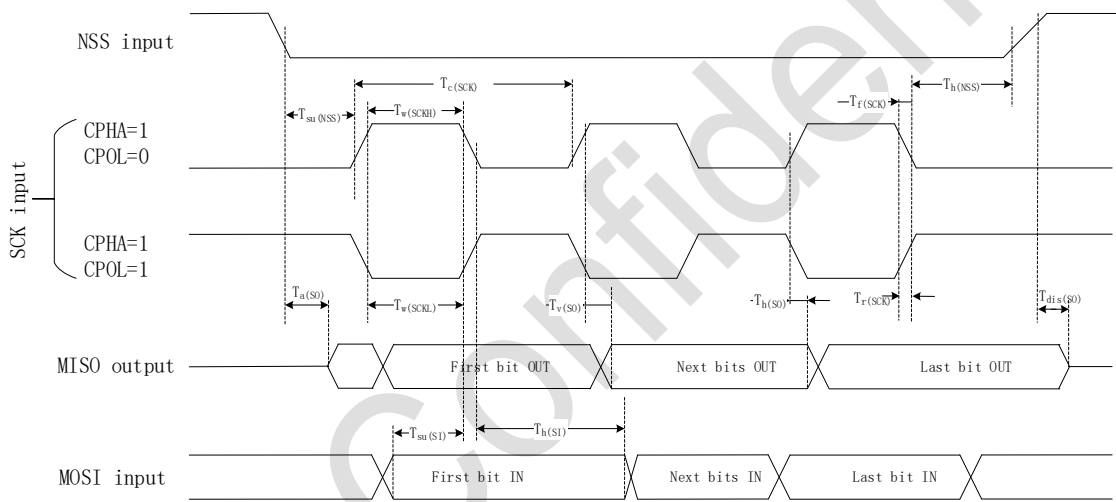 NSS input
Tc(SCK)
Th(NSS)
Tf(SCK)
Tsu(NSS)
Tw(SCKH)
SCK input
CPHA=1
CPOL=0
CPHA=1
CPOL=1
Ta(SO)
Tw(SCKL)
Tv(SO)
Th(SO)
Tr(SCK)
Tdis(SO)
MISO output
First bit OUT
Next bits OUT
Last bit OUT
Tsu(SI)
Th(SI)
MOSI input
First bit IN
Next bits IN
Last bit IN
Confiden